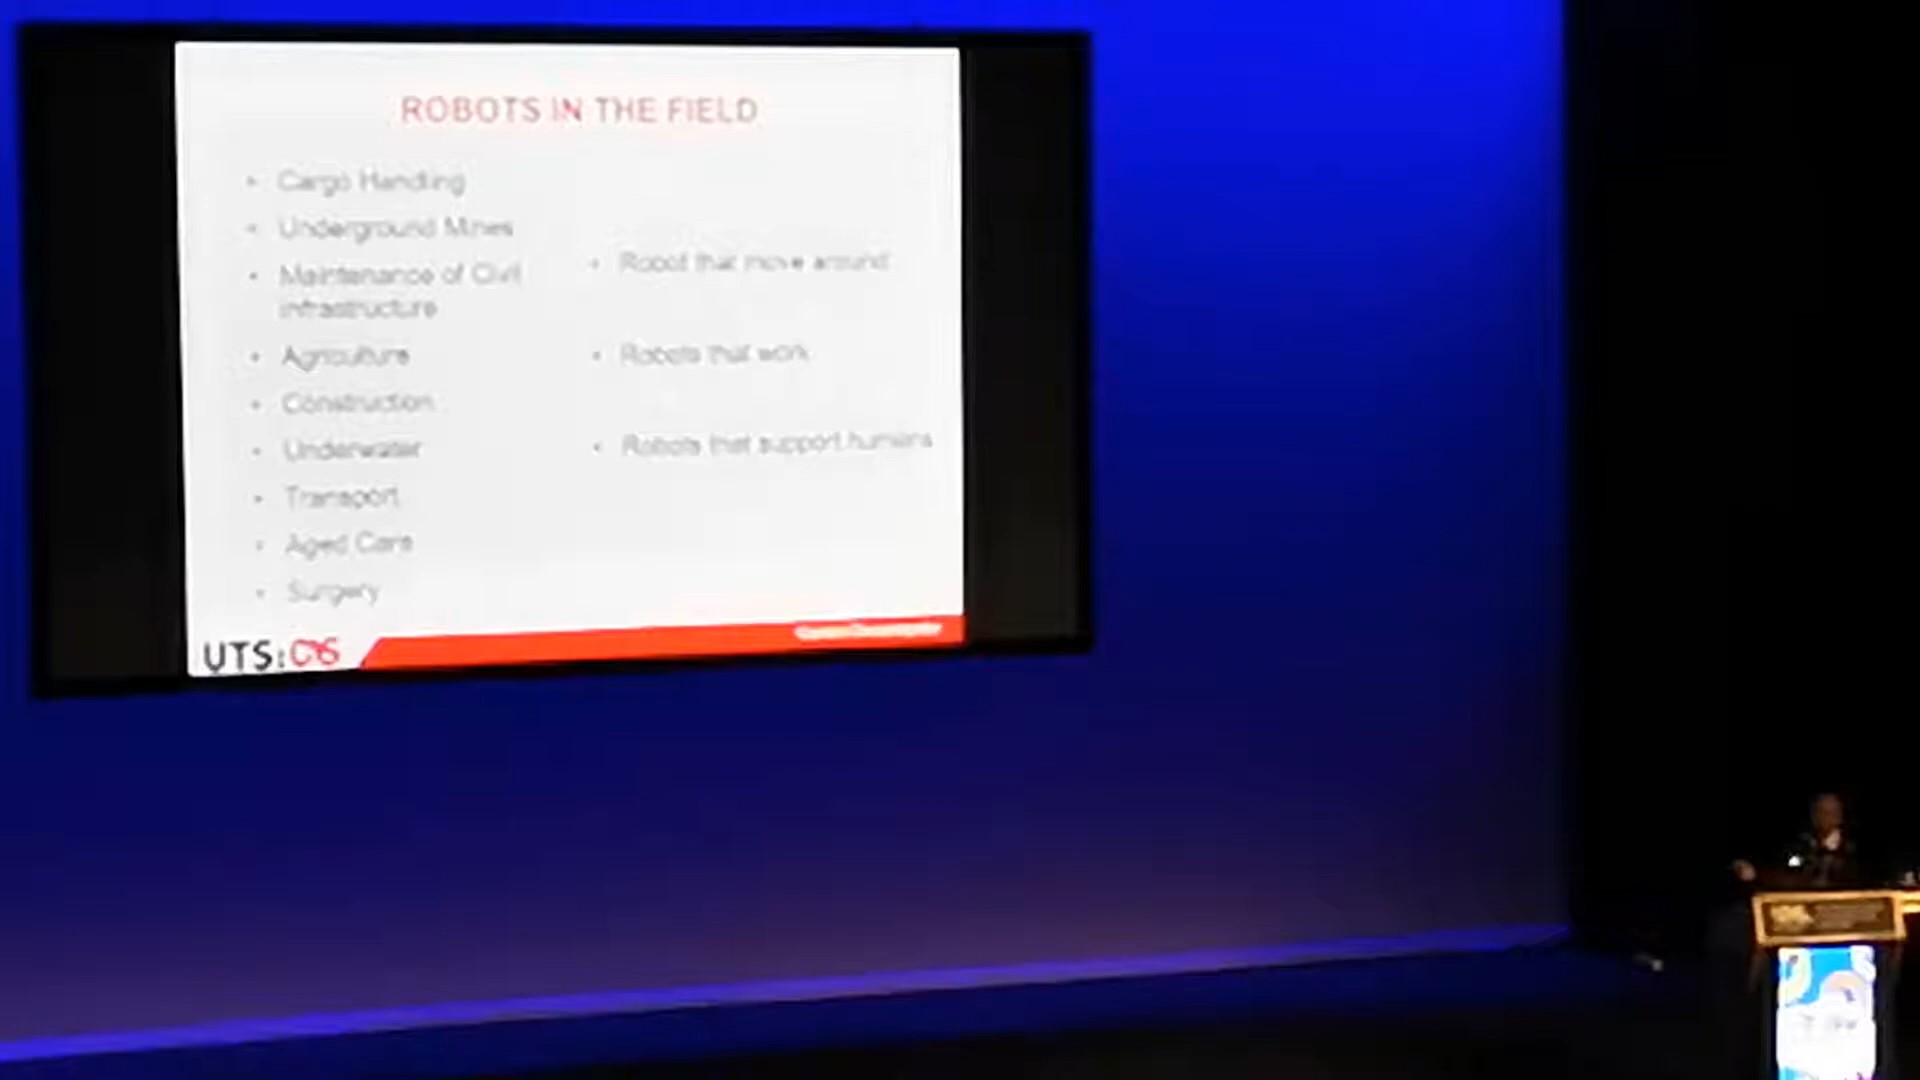 ROBOTS IN THE FIELD
• Cargo Handling
• Underground Mines
• Maintenance of Civil
infrastructure
• Agriculture
• Construction
• Underwater
• Transport
• Aged Care
• Surgery
• Robot that move around
• Robots that work
• Robots that support humans
UTS:CAS